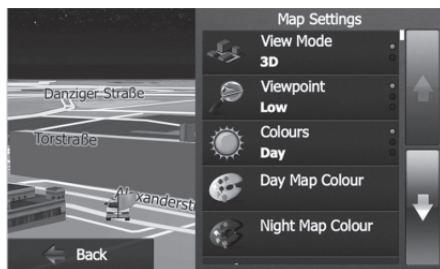 Map Settings
View Mode
3D
Danziger Straße
Viewpoint
Low
Torstraße
Colours
Day
Day Map Colour
Alexanderst
Night Map Colour
Back